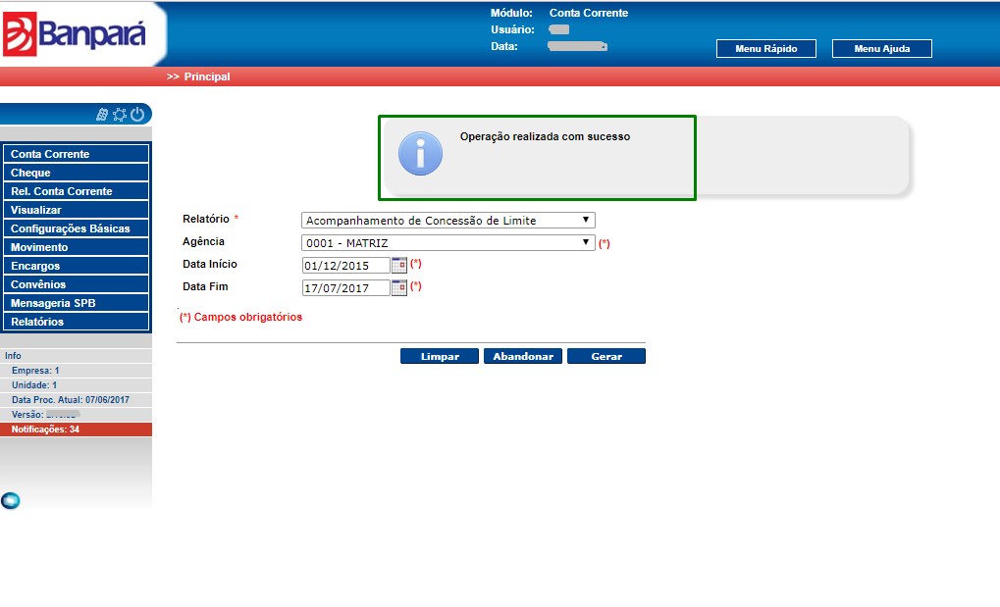 Banpará
Módulo: Conta Corrente
Usuário:
Data:
Menu Rápido
Menu Ajuda
>> Principal
Operação realizada com sucesso
Conta Corrente
Cheque
Rel. Conta Corrente
Visualizar
Configurações Básicas
Movimento
Encargos
Convênios
Mensageria SPB
Relatórios
Info
Empresa: 1
Unidade: 1
Data Proc. Atual: 07/06/2017
Versão:
Notificações: 34
Relatório * Acompanhamento de Concessão de Limite
Agência 0001 - MATRIZ (*)
Data Início 01/12/2015 (*)
Data Fim 17/07/2017 (*)
(*) Campos obrigatórios
Limpar Abandonar Gerar